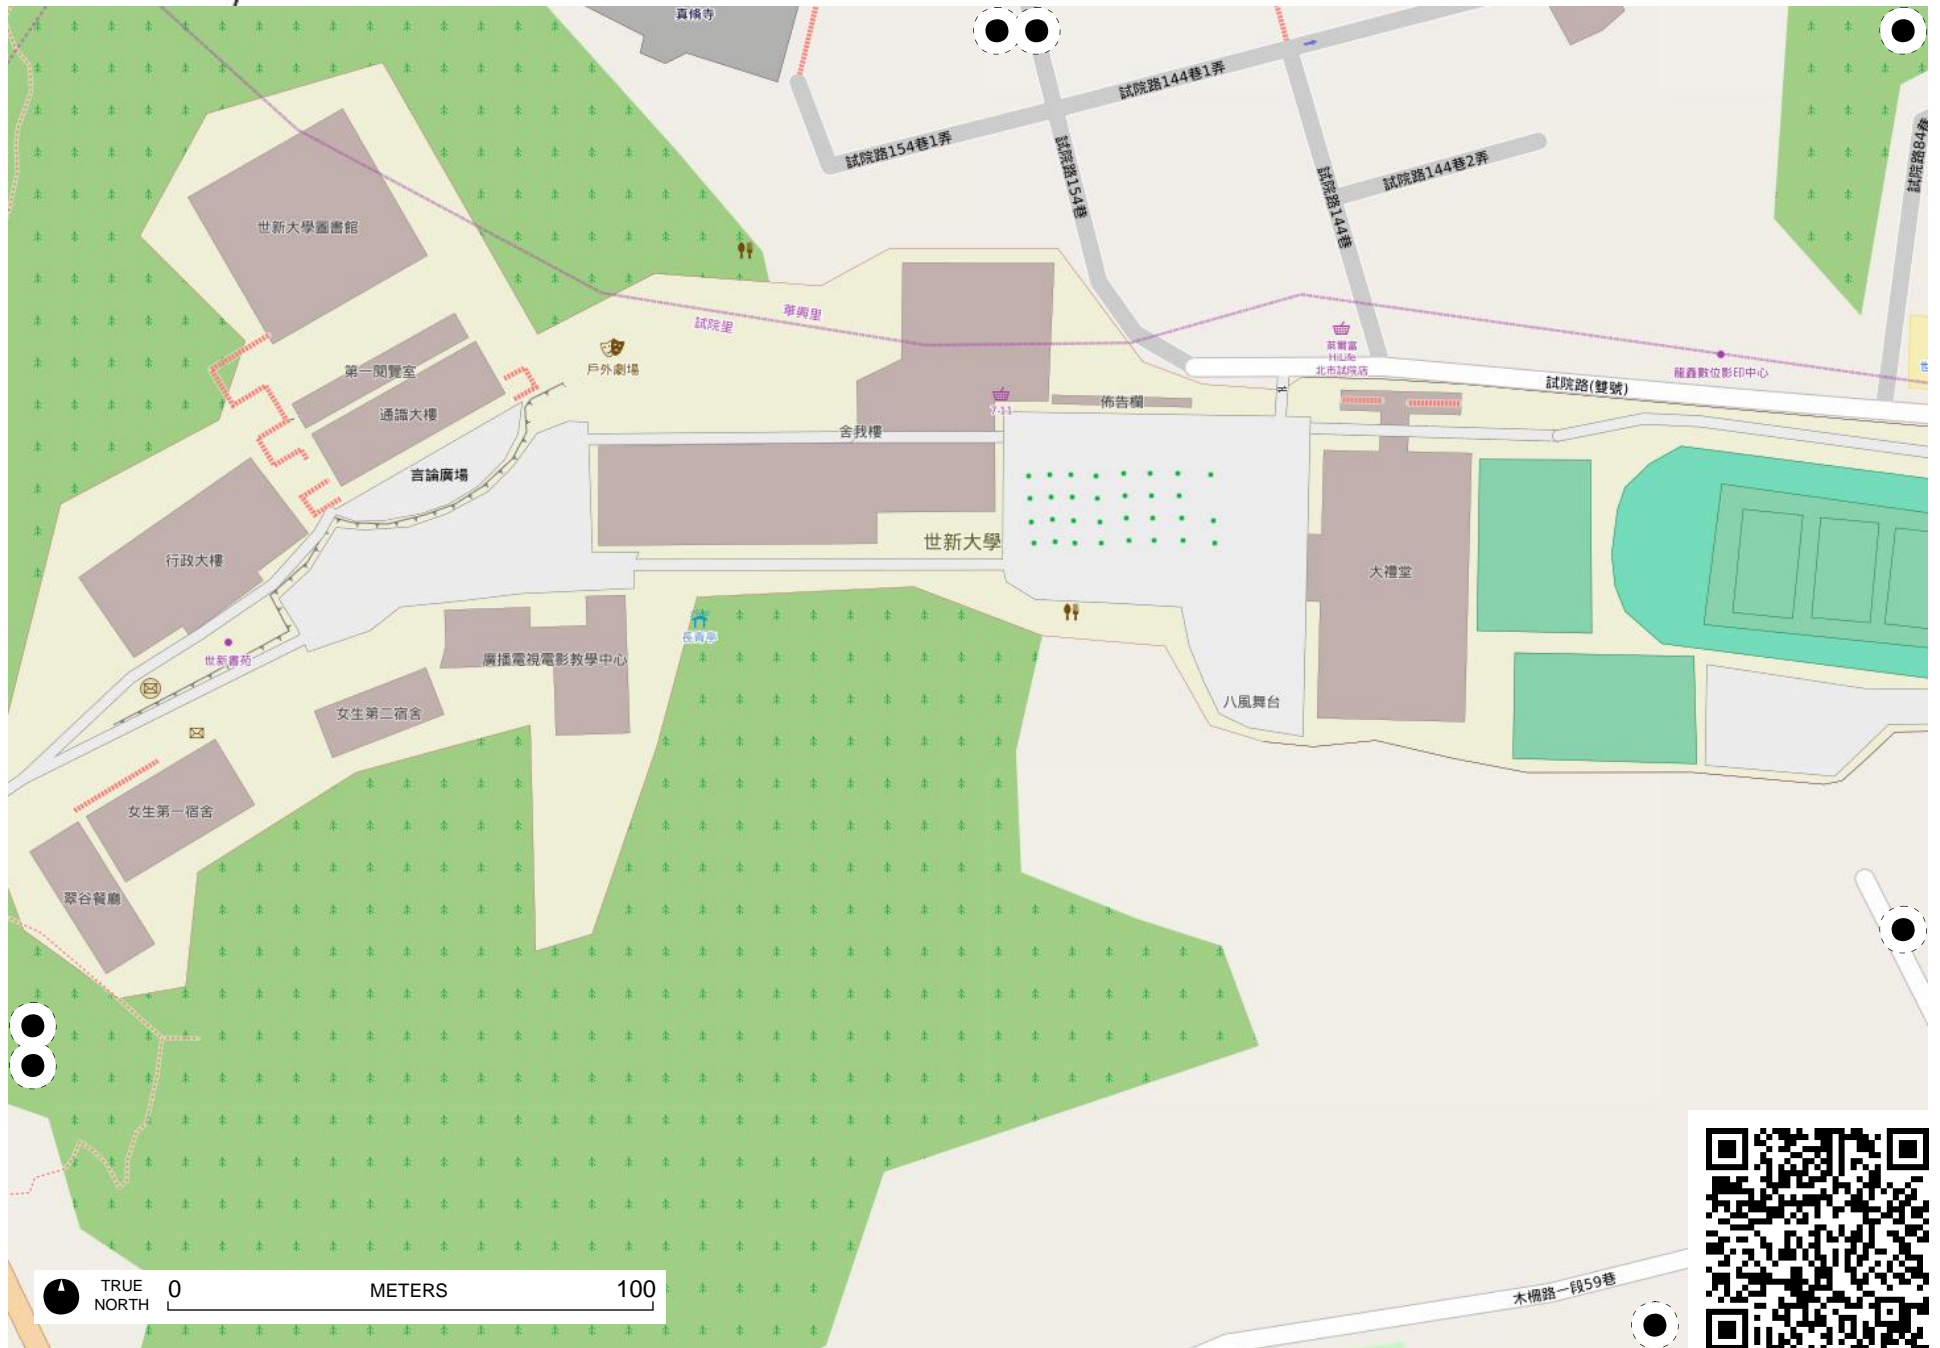 真脩寺
試院路144巷1弄
試院路154巷1弄
試院路154巷
試院路144巷
試院路144巷2弄
試院路84巷
世新大學圖書館
華興里
試院里
戶外劇場
第一閱覽室
通識大樓
萊爾富
HiLife
北市試院店
龍鑫數位影印中心
試院路(雙號)
7-11
佈告欄
舍我樓
言論廣場
世新大學
行政大樓
大禮堂
長青亭
世新書苑
廣播電視電影教學中心
女生第二宿舍
八風舞台
女生第一宿舍
翠谷餐廳
木柵路一段59巷
TRUE
NORTH
0 METERS 100